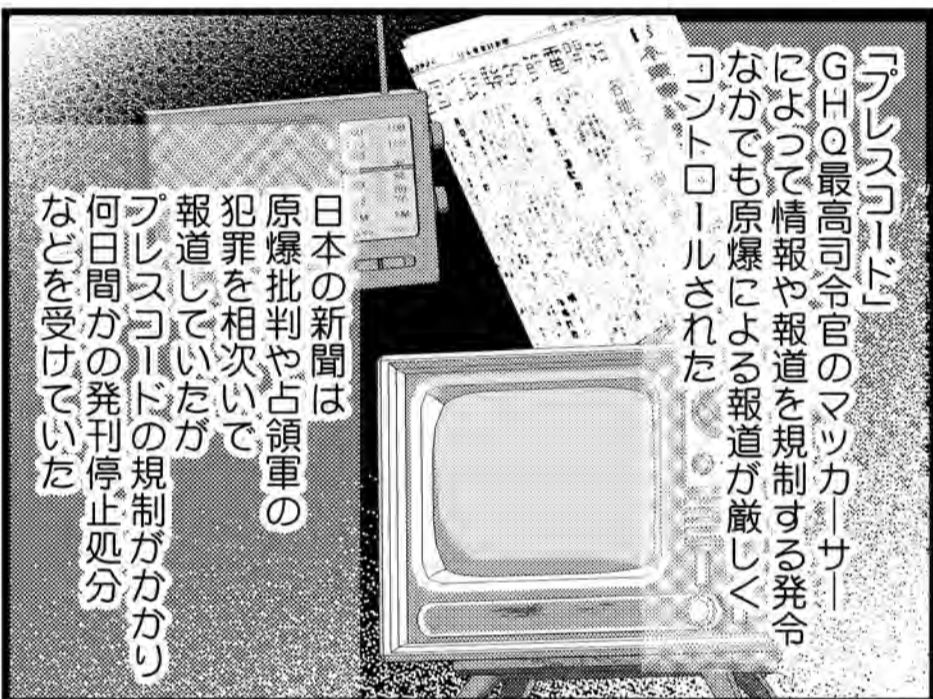 「プレスコード」
GHQ最高司令官のマッカーサー
によって情報や報道を規制する発令
なかでも原爆による報道が厳しく
コントロールされた
日本の新聞は
原爆批判や占領軍の
犯罪を相次いで
報道していたが
プレスコードの規制がかかり
何日間かの発刊停止処分
などを受けていた